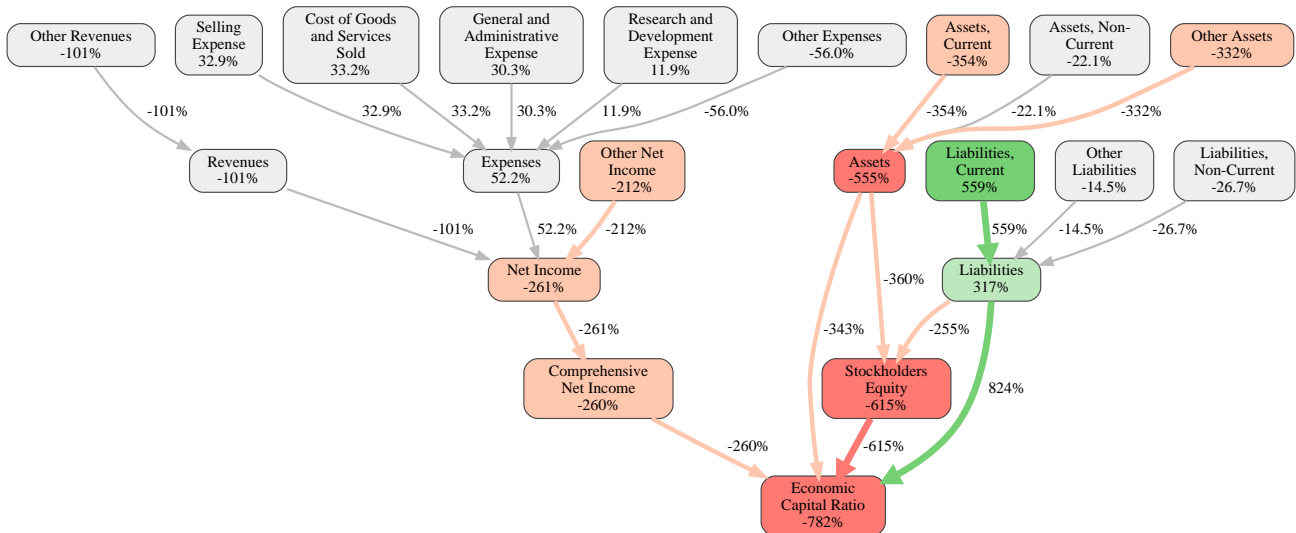 Other Revenues
-101%
Selling
Expense
32.9%
Cost of Goods
and Services
Sold
33.2%
General and
Administrative
Expense
30.3%
Research and
Development
Expense
11.9%
Other Expenses
-56.0%
Assets,
Current
-354%
Assets, Non-
Current
-22.1%
Other Assets
-332%
-101%
32.9%
33.2%
30.3%
11.9%
-56.0%
-354%
-22.1%
-332%
Revenues
-101%
Expenses
52.2%
Other Net
Income
-212%
Assets
-555%
Liabilities,
Current
559%
Other
Liabilities
-14.5%
Liabilities,
Non-Current
-26.7%
-101%
52.2%
-212%
559%
-14.5%
-26.7%
Net Income
-261%
-360%
Liabilities
317%
-261%
-343%
-255%
Comprehensive
Net Income
-260%
Stockholders
Equity
-615%
824%
-260%
-615%
Economic
Capital Ratio
-782%